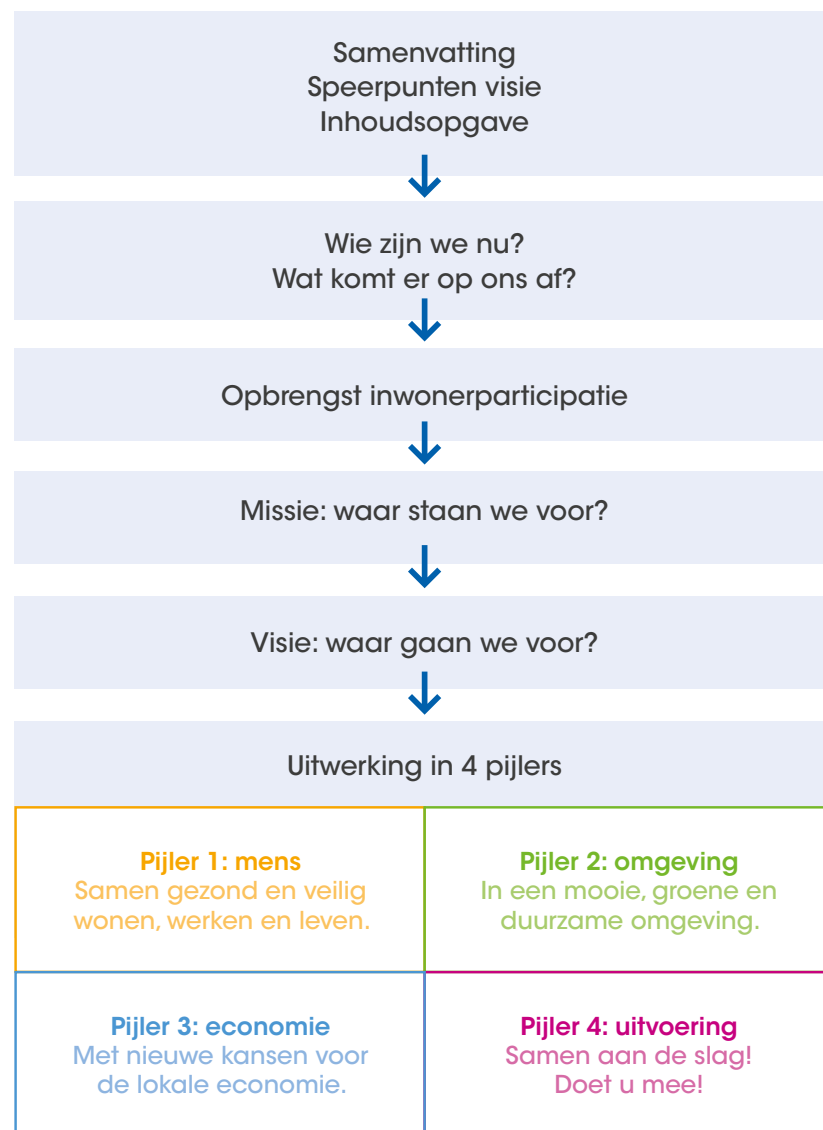 Samenvatting
Speerpunten visie
Inhoudsopgave
Wie zijn we nu?
Wat komt er op ons af?
Opbrengst inwonerparticipatie
Missie: waar staan we voor?
Visie: waar gaan we voor?
Uitwerking in 4 pijlers
Pijler 1: mens
Samen gezond en veilig
wonen, werken en leven.
Pijler 2: omgeving
In een mooie, groene en
duurzame omgeving.
Pijler 3: economie
Met nieuwe kansen voor
de lokale economie.
Pijler 4: uitvoering
Samen aan de slag!
Doet u mee!